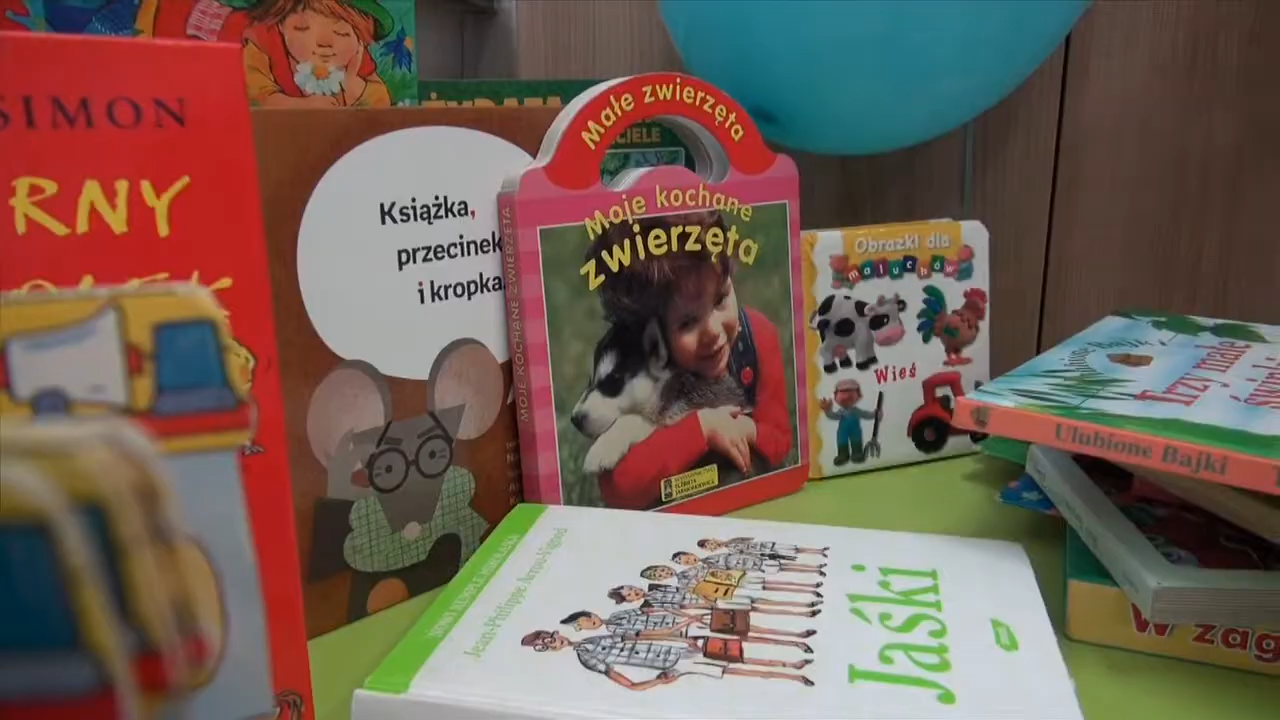 SIMON
RNY
Książka,
przecinek
i kropka.
Małe zwierzęta
Moje kochane
zwierzęta
MOJE KOCHANE ZWIERZĘTA
Obrazki dla
maluchów
Wieś
Ulubione Bajki
Trzy małe
Jean-Philippe Arrou-Vignod
Jaśki
w zag